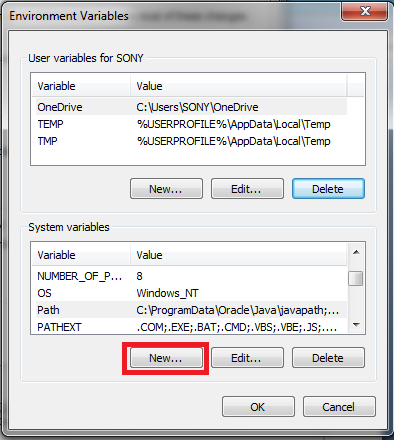 Environment Variables
User variables for SONY
Variable Value
OneDrive C:\Users\SONY\OneDrive
TEMP %USERPROFILE%\AppData\Local\Temp
TMP %USERPROFILE%\AppData\Local\Temp
New... Edit... Delete
System variables
Variable Value
NUMBER_OF_P... 8
OS Windows_NT
Path C:\ProgramData\Oracle\Java\javapath;...
PATHEXT .COM;.EXE;.BAT;.CMD;.VBS;.VBE;.JS;....
New... Edit... Delete
OK Cancel